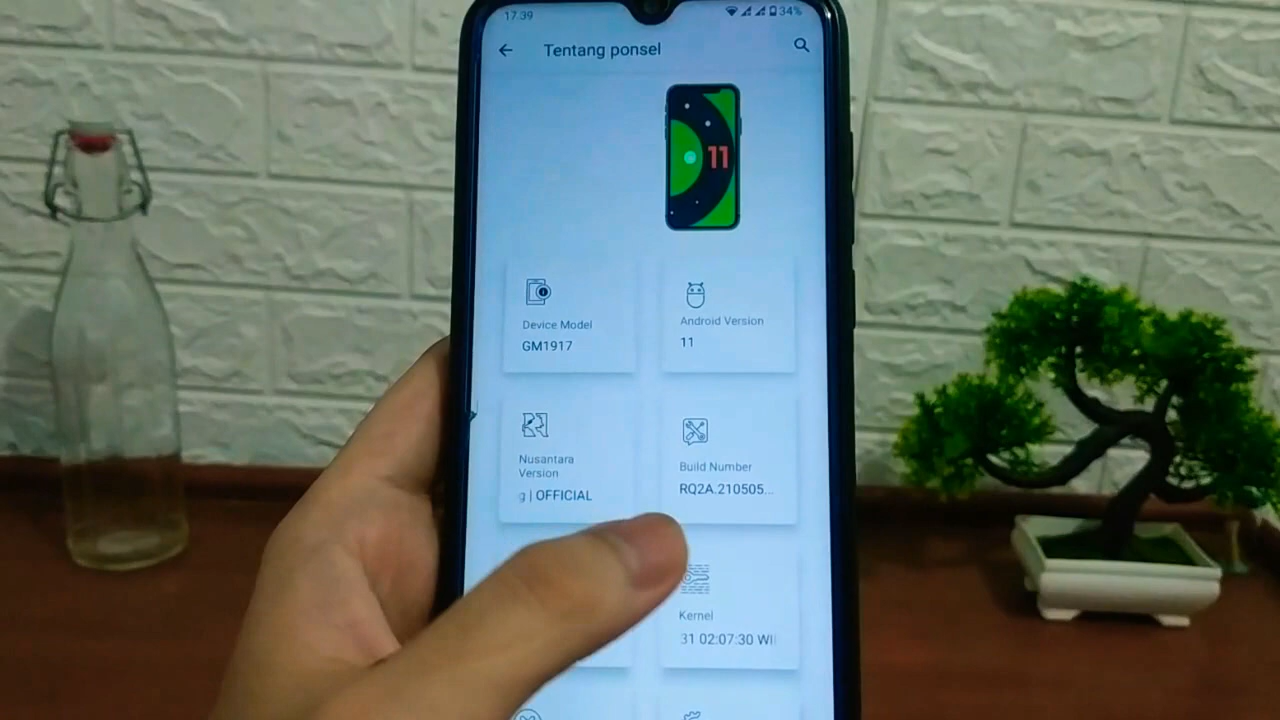 17.39
34%
Tentang ponsel
11
Device Model
GM1917
Android Version
11
Nusantara
Version
g | OFFICIAL
Build Number
RQ2A.210505...
Kernel
31 02:07:30 WI